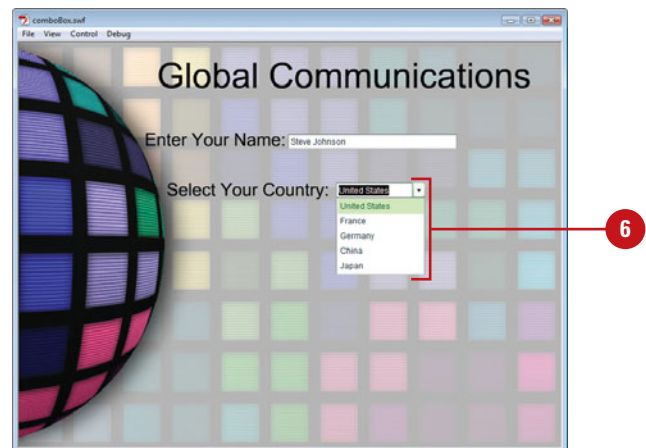 comboBox.swf
File View Control Debug
Global Communications
Enter Your Name: Steve Johnson
Select Your Country: United States
United States
France
Germany
China
Japan
6